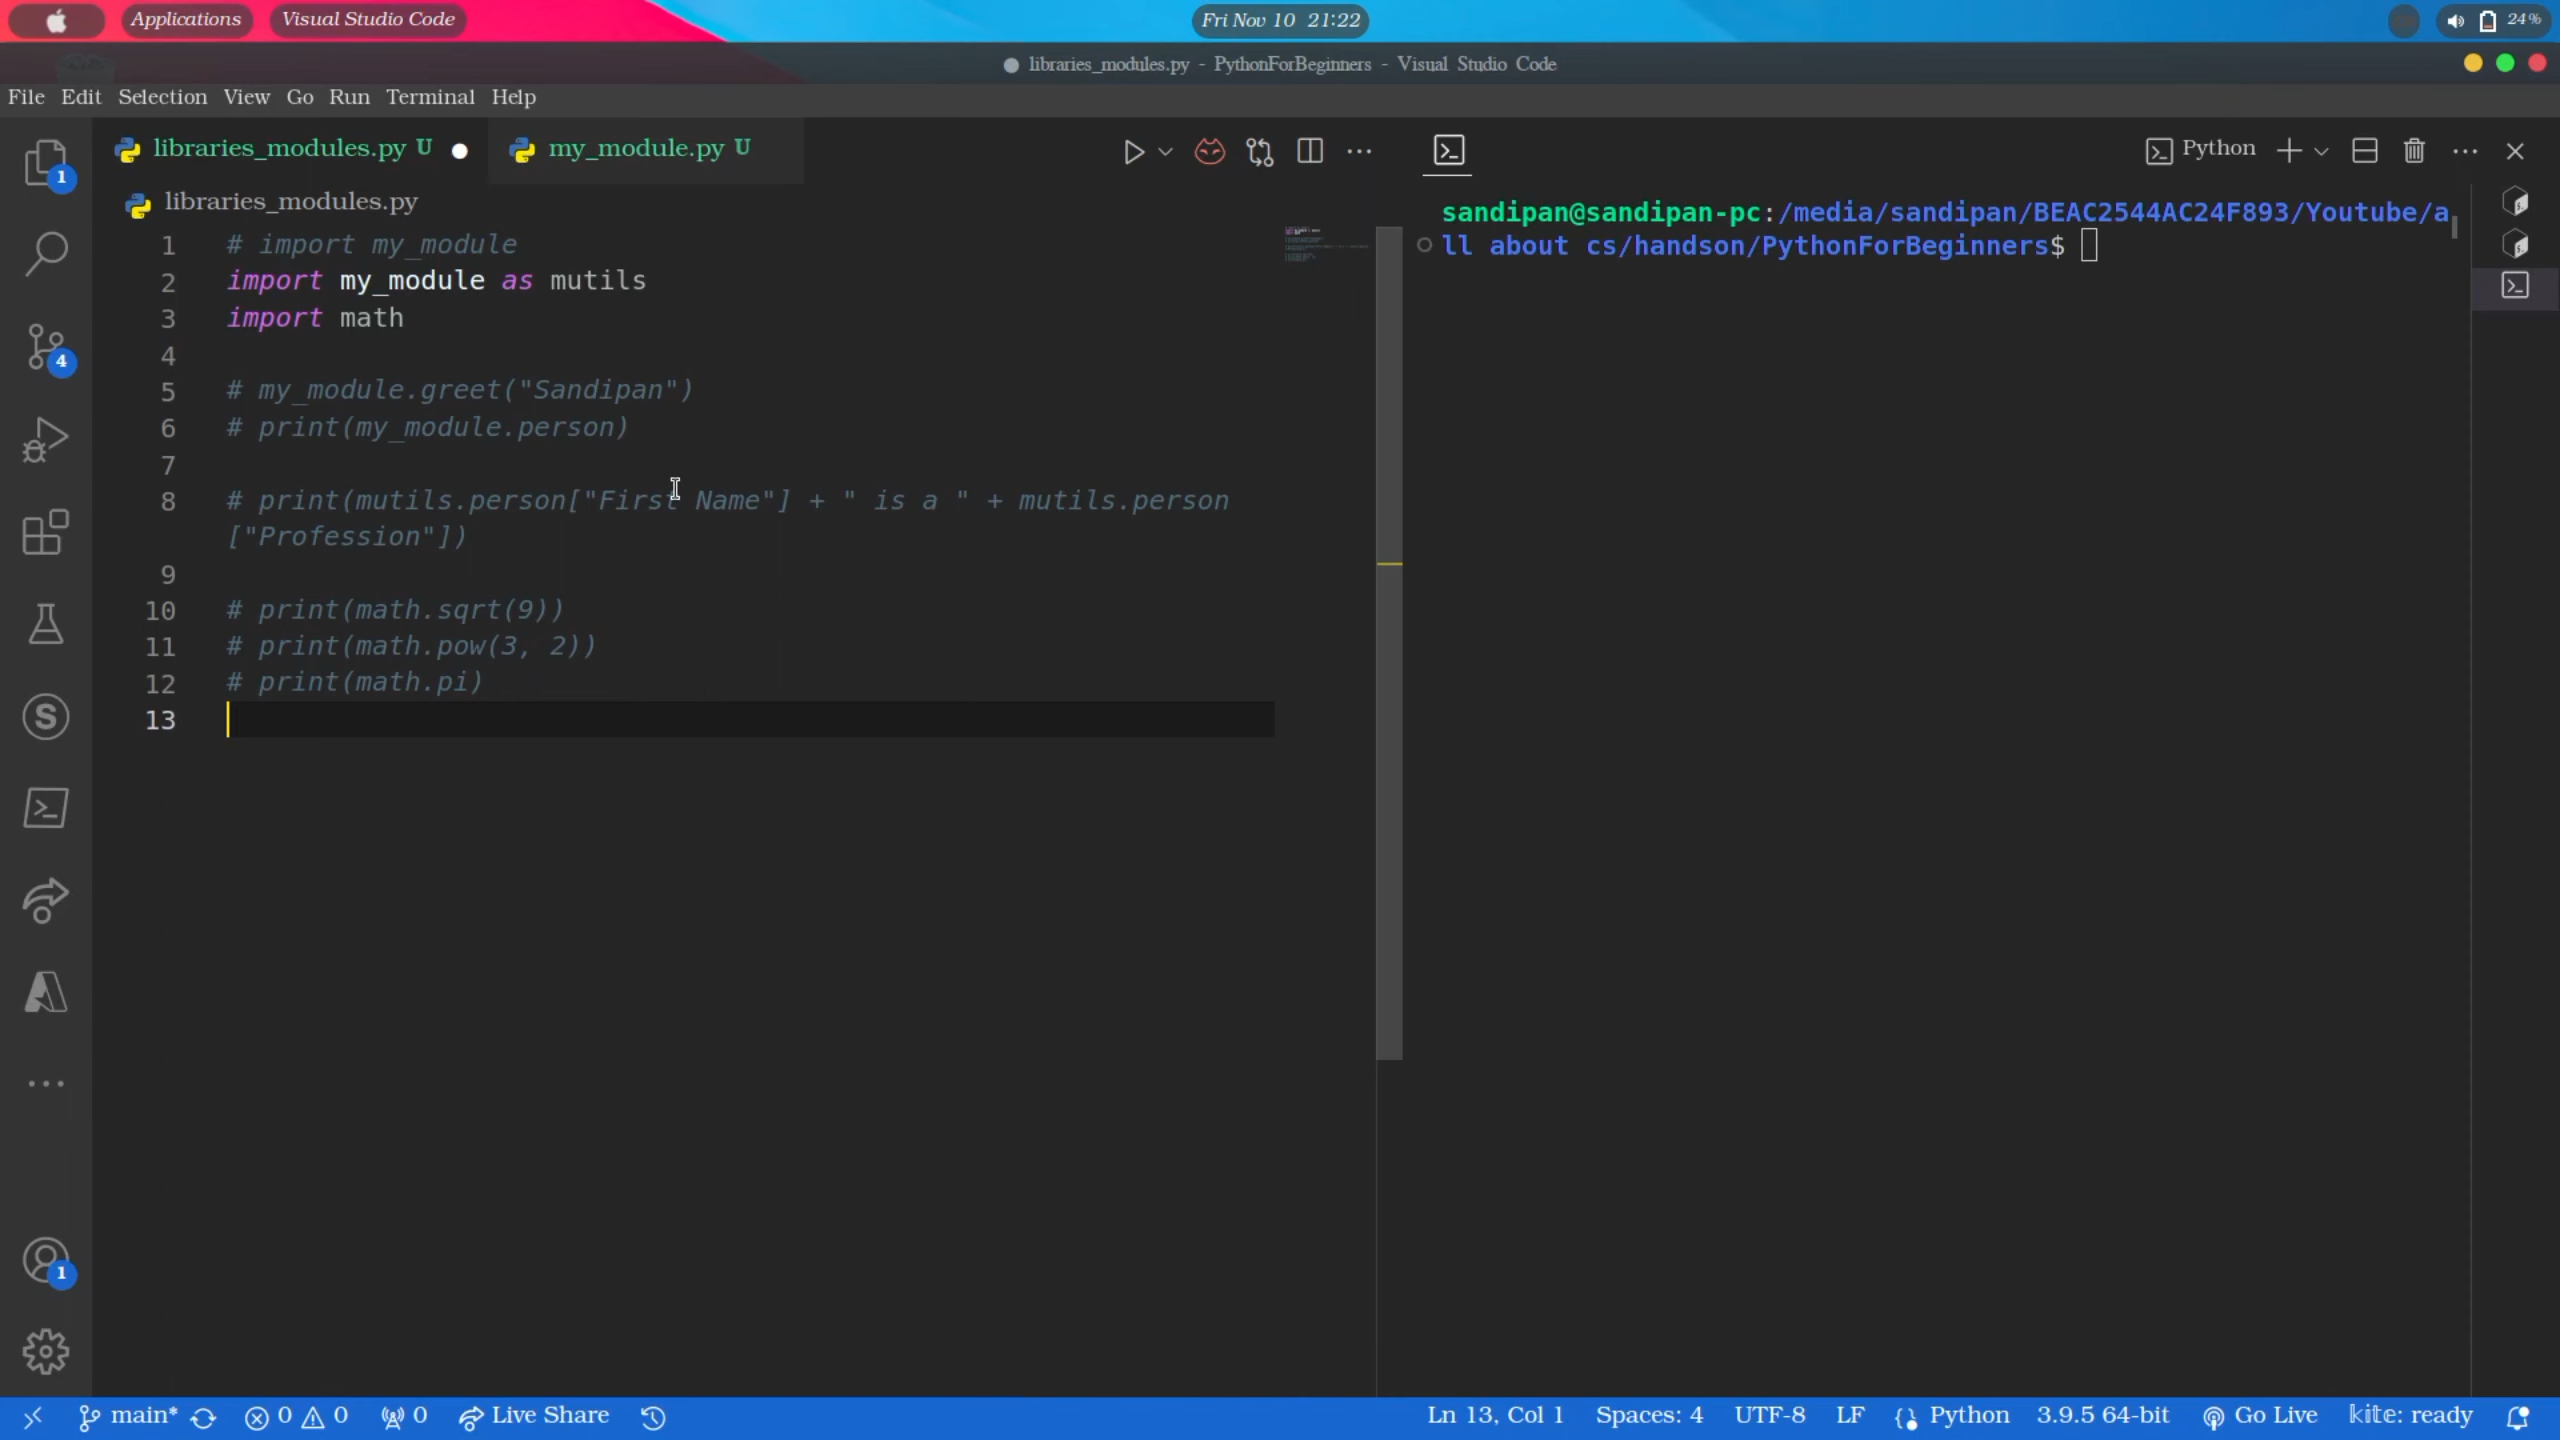 Applications Visual Studio Code Fri Nov 10 21:22 24%
libraries_modules.py - PythonForBeginners - Visual Studio Code
File Edit Selection View Go Run Terminal Help
libraries_modules.py U my_module.py U
Python
libraries_modules.py
1 # import my_module
2 import my_module as mutils
3 import math
4
5 # my_module.greet("Sandipan")
6 # print(my_module.person)
7
8 # print(mutils.person["First Name"] + " is a " + mutils.person
["Profession"])
9
10 # print(math.sqrt(9))
11 # print(math.pow(3, 2))
12 # print(math.pi)
13
sandipan@sandipan-pc:/media/sandipan/BEAC2544AC24F893/Youtube/a
ll about cs/handson/PythonForBeginners$
1
4
S
1
main* 0 0 0 Live Share Ln 13, Col 1 Spaces: 4 UTF-8 LF Python 3.9.5 64-bit Go Live kite: ready